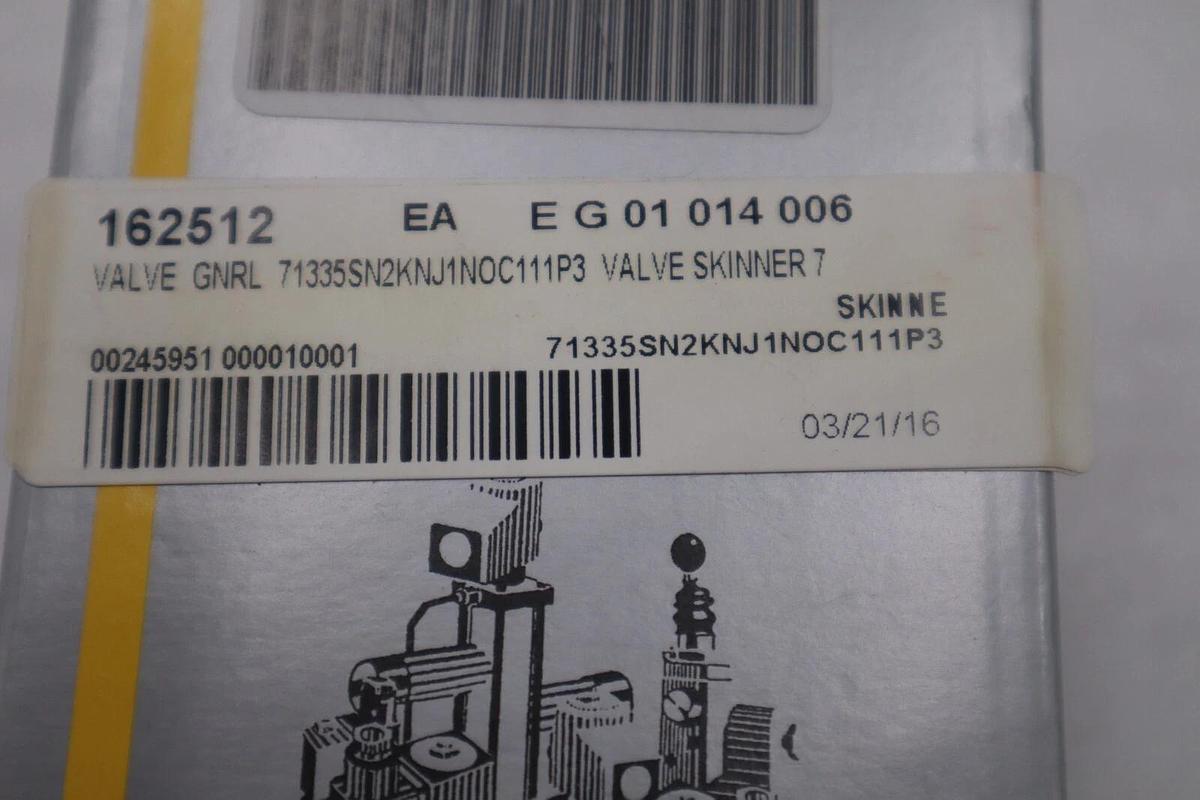 162512 EA E G 01 014 006
VALVE GNRL 71335SN2KNJ1NOC111P3 VALVE SKINNER 7
SKINNE
00245951 000010001 71335SN2KNJ1NOC111P3
03/21/16